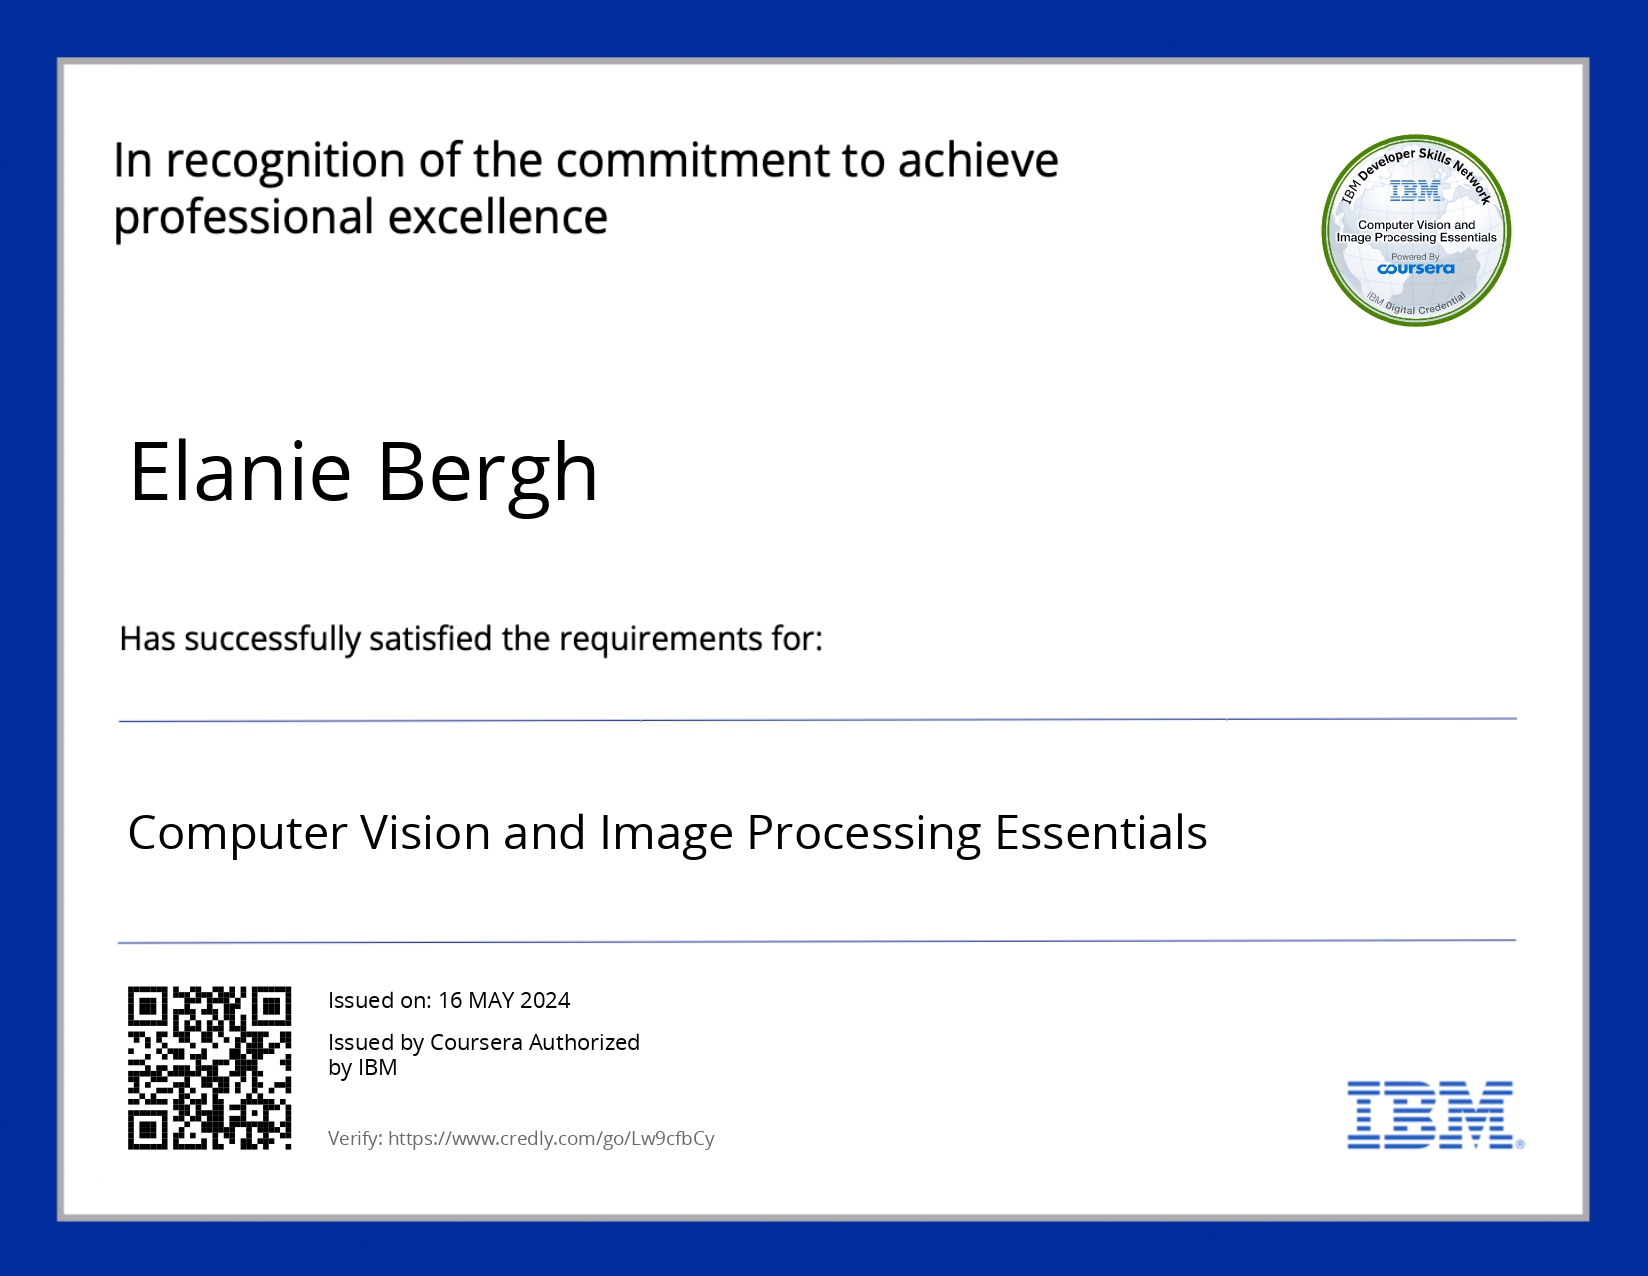 In recognition of the commitment to achieve
professional excellence
IBM Developer Skills Network
IBM
Computer Vision and
Image Processing Essentials
Powered By
coursera
IBM Digital Credential
Elanie Bergh
Has successfully satisfied the requirements for:
Computer Vision and Image Processing Essentials
Issued on: 16 MAY 2024
Issued by Coursera Authorized
by IBM
Verify: https://www.credly.com/go/Lw9cfbCy
IBM®